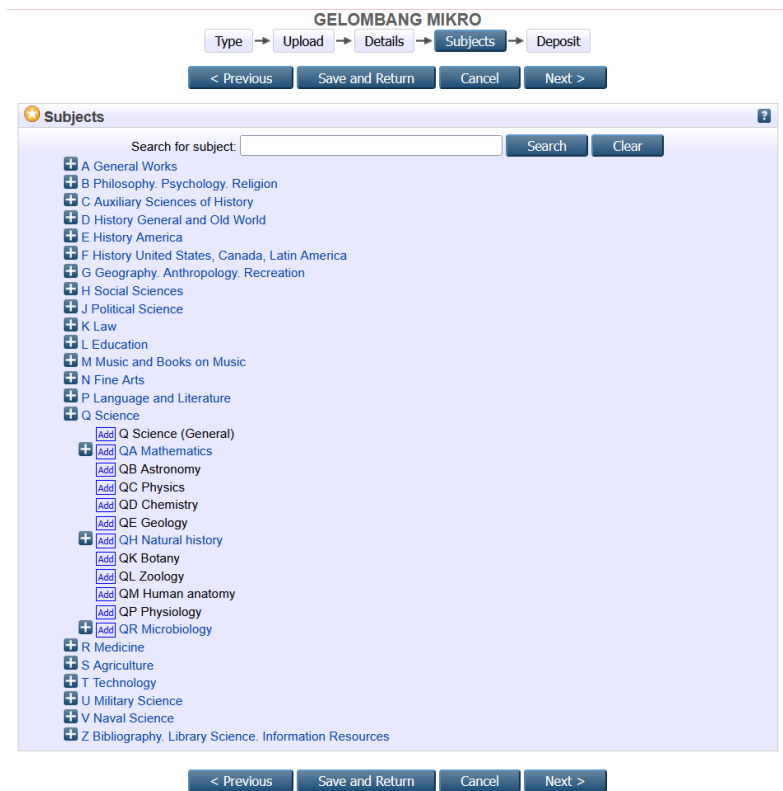 GELOMBANG MIKRO
Type → Upload → Details → Subjects → Deposit
< Previous Save and Return Cancel Next >
Subjects ?
Search for subject: Search Clear
A General Works
B Philosophy. Psychology. Religion
C Auxiliary Sciences of History
D History General and Old World
E History America
F History United States, Canada, Latin America
G Geography. Anthropology. Recreation
H Social Sciences
J Political Science
K Law
L Education
M Music and Books on Music
N Fine Arts
P Language and Literature
Q Science
Add Q Science (General)
Add QA Mathematics
Add QB Astronomy
Add QC Physics
Add QD Chemistry
Add QE Geology
Add QH Natural history
Add QK Botany
Add QL Zoology
Add QM Human anatomy
Add QP Physiology
Add QR Microbiology
R Medicine
S Agriculture
T Technology
U Military Science
V Naval Science
Z Bibliography. Library Science. Information Resources
< Previous Save and Return Cancel Next >